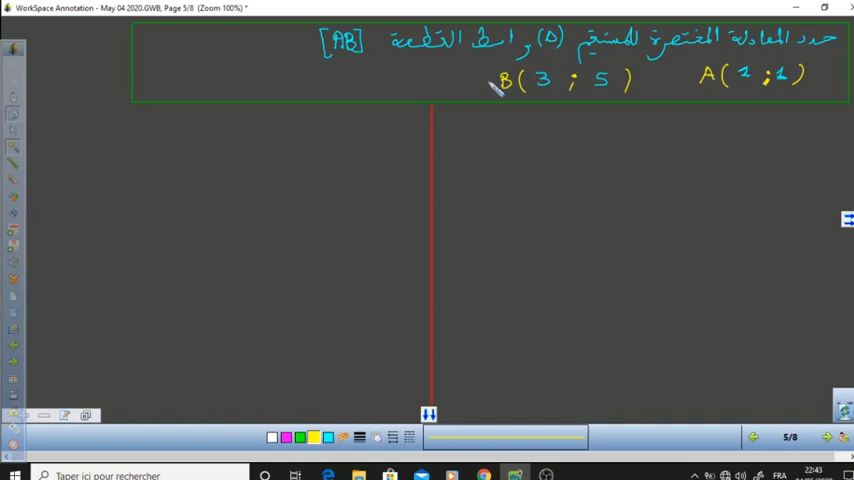 WorkSpace Annotation - May 04 2020.GWB, Page 5/8 (Zoom 100%) *
حدد المعادلة المختصرة للمستقيم (Δ) واسط القطعة [AB]
A(1 ; 1) B(3 ; 5)
5/8
Taper ici pour rechercher
FRA
22:43